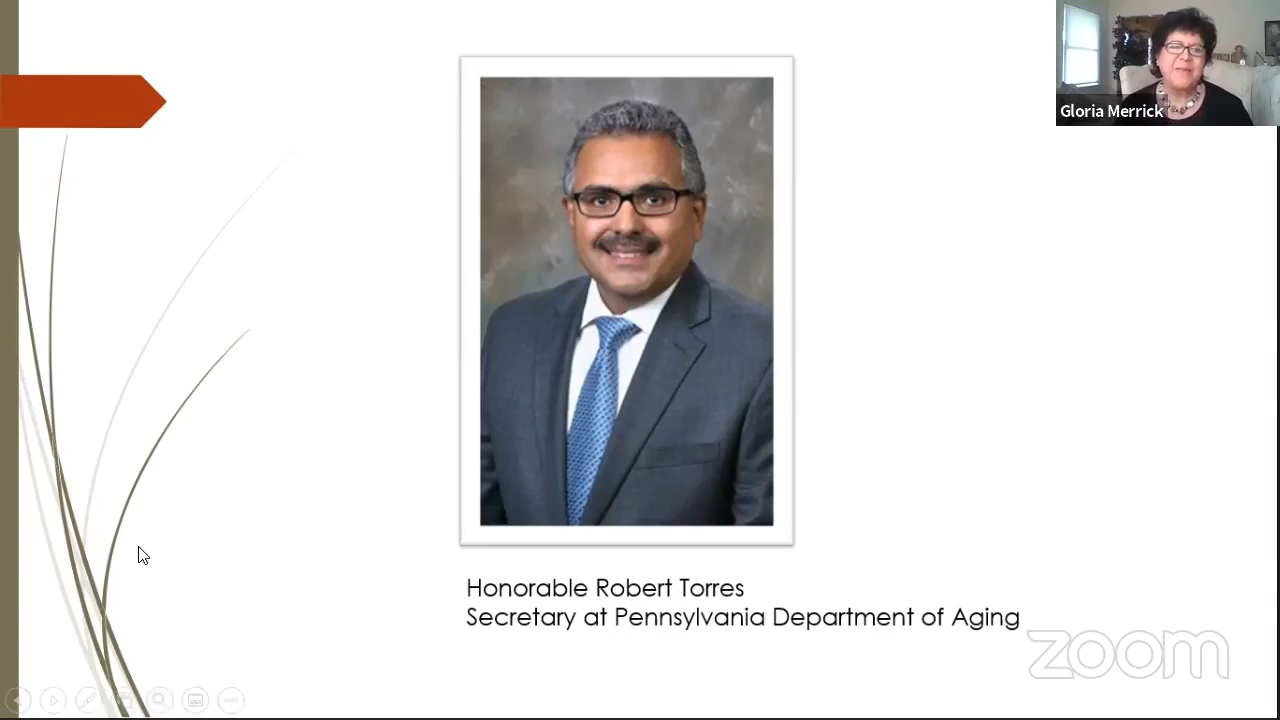 Gloria Merrick
Honorable Robert Torres
Secretary at Pennsylvania Department of Aging
zoom